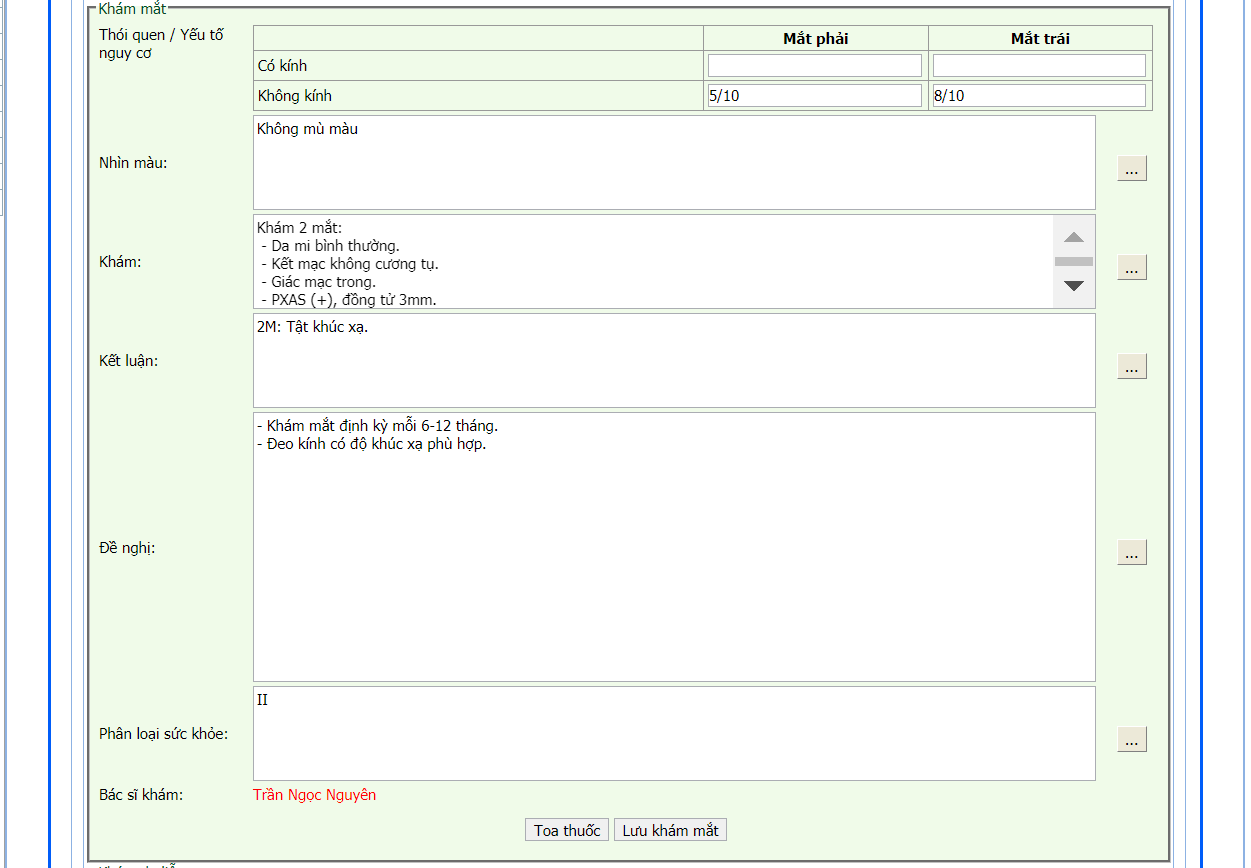 Khám mắt
Thói quen / Yếu tố
nguy cơ
Mắt phải Mắt trái
Có kính
Không kính 5/10 8/10
Nhìn màu:
Không mù màu
...
Khám:
Khám 2 mắt:
- Da mi bình thường.
- Kết mạc không cương tụ.
- Giác mạc trong.
- PXAS (+), đồng tử 3mm.
...
Kết luận:
2M: Tật khúc xạ.
...
Đề nghị:
- Khám mắt định kỳ mỗi 6-12 tháng.
- Đeo kính có độ khúc xạ phù hợp.
...
Phân loại sức khỏe:
II
...
Bác sĩ khám: Trần Ngọc Nguyên
Toa thuốc Lưu khám mắt